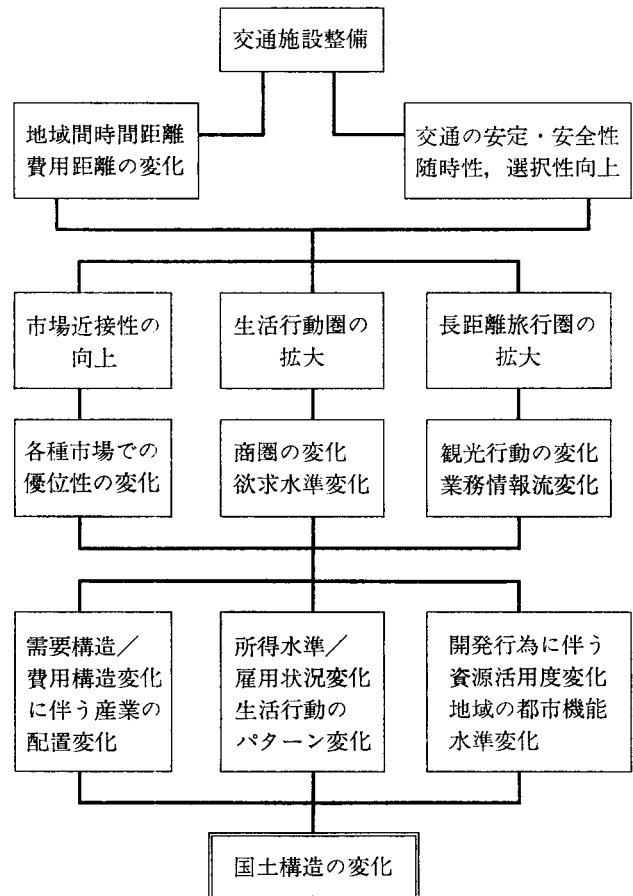 交通施設整備
地域間時間距離
費用距離の変化
交通の安定・安全性
随時性，選択性向上
市場近接性の
向上
生活行動圏の
拡大
長距離旅行圏の
拡大
各種市場での
優位性の変化
商圏の変化
欲求水準変化
観光行動の変化
業務情報流変化
需要構造／
費用構造変化
に伴う産業の
配置変化
所得水準／
雇用状況変化
生活行動の
パターン変化
開発行為に伴う
資源活用度変化
地域の都市機能
水準変化
国土構造の変化